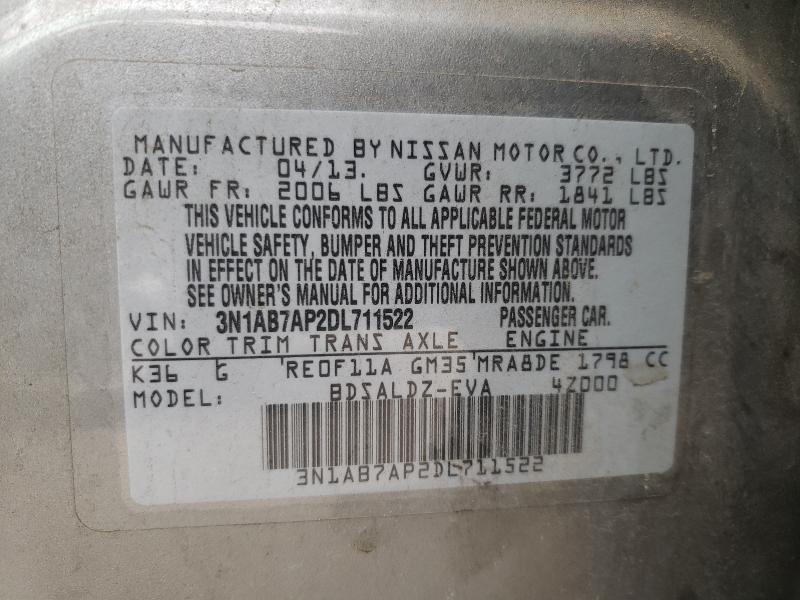 MANUFACTURED BY NISSAN MOTOR CO., LTD.
DATE: 04/13. GVWR: 3772 LBS
GAWR FR: 2006 LBS GAWR RR: 1841 LBS
THIS VEHICLE CONFORMS TO ALL APPLICABLE FEDERAL MOTOR
VEHICLE SAFETY, BUMPER AND THEFT PREVENTION STANDARDS
IN EFFECT ON THE DATE OF MANUFACTURE SHOWN ABOVE.
SEE OWNER'S MANUAL FOR ADDITIONAL INFORMATION.
VIN: 3N1AB7AP2DL711522 PASSENGER CAR.
COLOR TRIM TRANS AXLE ENGINE
K36 G RE0F11A GM35 MRA8DE 1798 CC
MODEL: BDSALDZ-EVA 4Z000
3N1AB7AP2DL711522